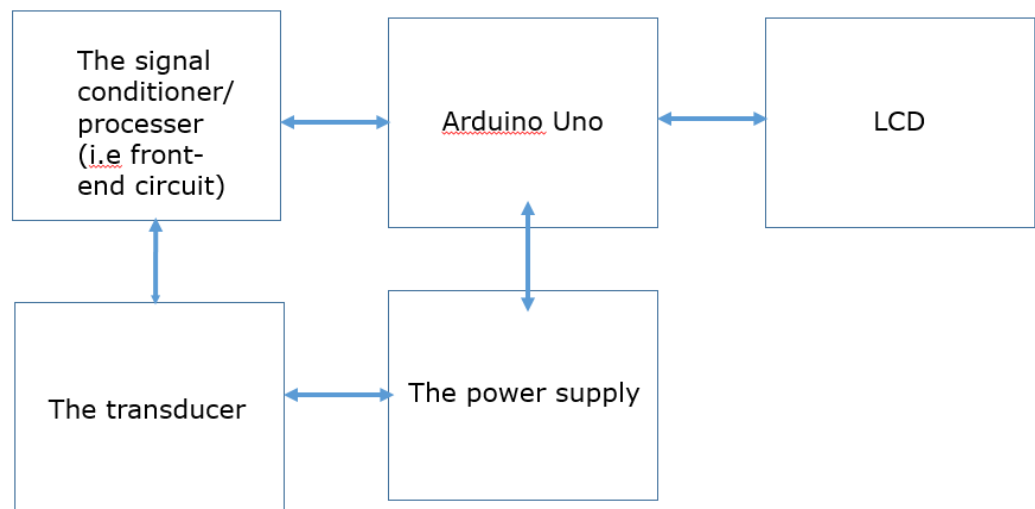 The signal
conditioner/
processer
(i.e front-
end circuit)
Arduino Uno
LCD
The transducer
The power supply